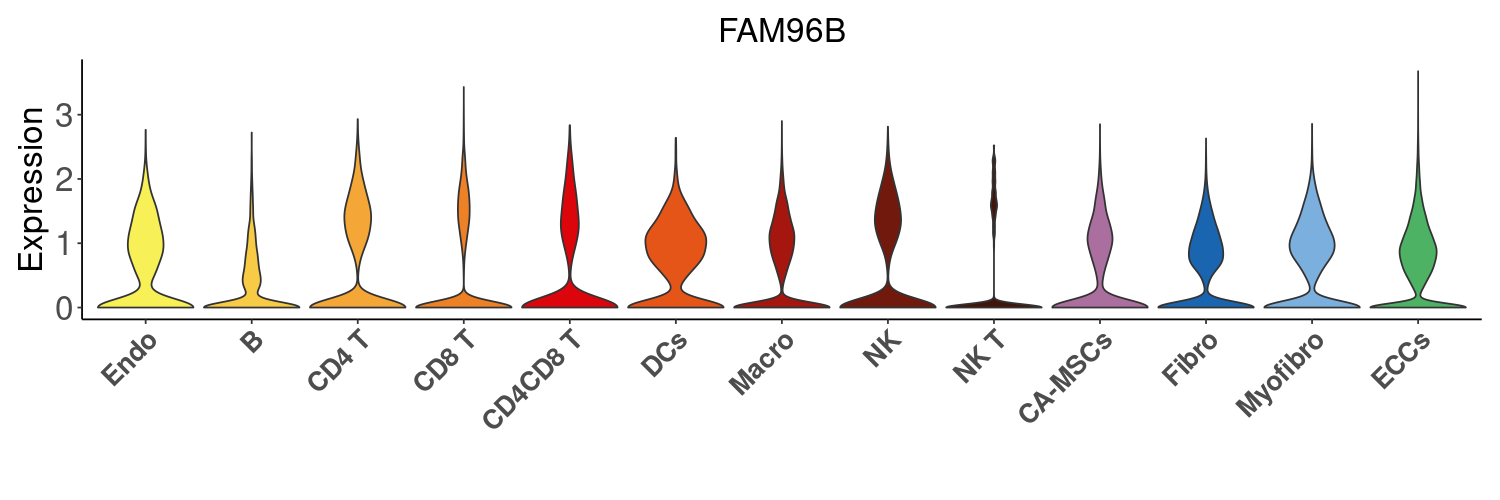 FAM96B
Expression
3
2
1
0
Endo
B
CD4 T
CD8 T
CD4CD8 T
DCs
Macro
NK
NK T
CA-MSCs
Fibro
Myofibro
ECCs